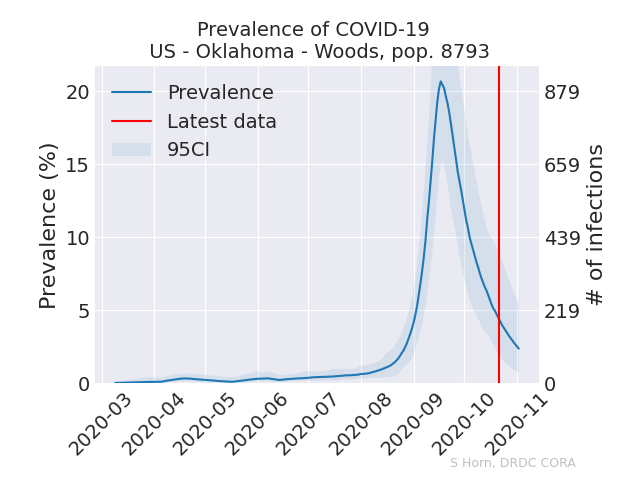 Prevalence of COVID-19
US - Oklahoma - Woods, pop. 8793
Prevalence
Latest data
95CI
Prevalence (%)
20
15
10
5
0
879
659
439
219
0
# of infections
2020-03
2020-04
2020-05
2020-06
2020-07
2020-08
2020-09
2020-10
2020-11
S Horn, DRDC CORA